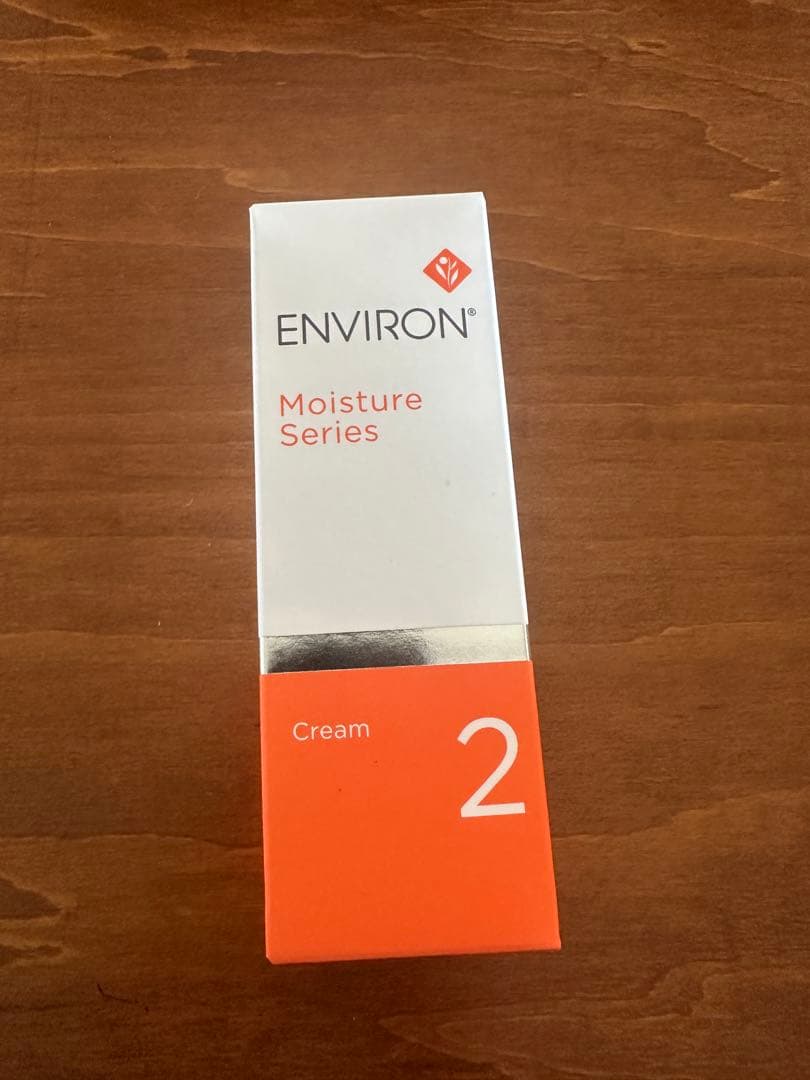 ENVIRON®
Moisture
Series
Cream
2